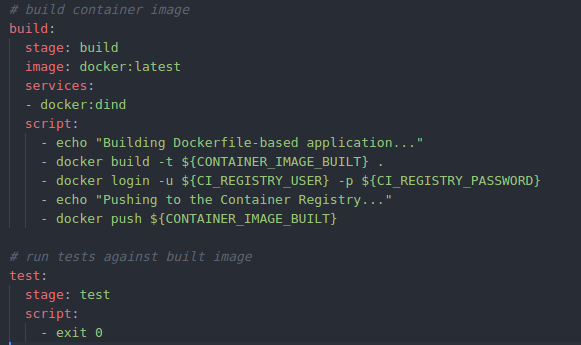 # build container image
build:
  stage: build
  image: docker:latest
  services:
  - docker:dind
  script:
    - echo "Building Dockerfile-based application..."
    - docker build -t ${CONTAINER_IMAGE_BUILT} .
    - docker login -u ${CI_REGISTRY_USER} -p ${CI_REGISTRY_PASSWORD}
    - echo "Pushing to the Container Registry..."
    - docker push ${CONTAINER_IMAGE_BUILT}

# run tests against built image
test:
  stage: test
  script:
    - exit 0